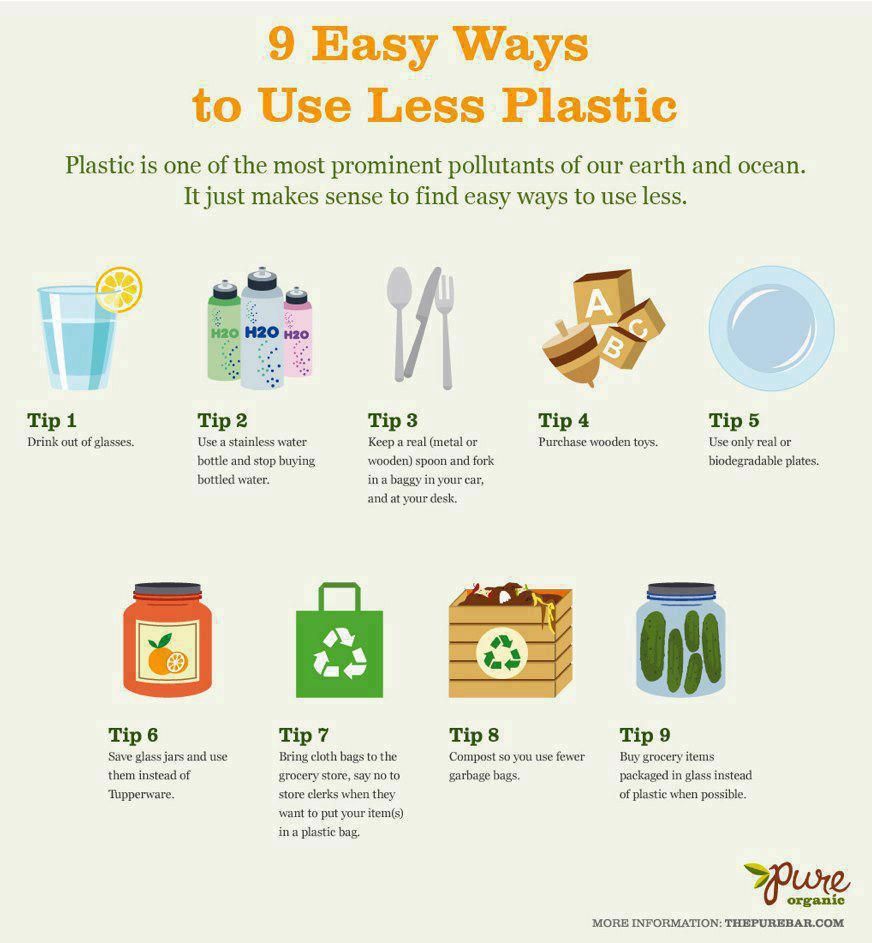 9 Easy Ways
to Use Less Plastic
Plastic is one of the most prominent pollutants of our earth and ocean.
It just makes sense to find easy ways to use less.
H2O
H2O
H2O
A
B
C
Tip 1
Drink out of glasses.
Tip 2
Use a stainless water
bottle and stop buying
bottled water.
Tip 3
Keep a real (metal or
wooden) spoon and fork
in a baggy in your car,
and at your desk.
Tip 4
Purchase wooden toys.
Tip 5
Use only real or
biodegradable plates.
Tip 6
Save glass jars and use
them instead of
Tupperware.
Tip 7
Bring cloth bags to the
grocery store, say no to
store clerks when they
want to put your item(s)
in a plastic bag.
Tip 8
Compost so you use fewer
garbage bags.
Tip 9
Buy grocery items
packaged in glass instead
of plastic when possible.
Pure
organic
MORE INFORMATION: THEPUREBAR.COM